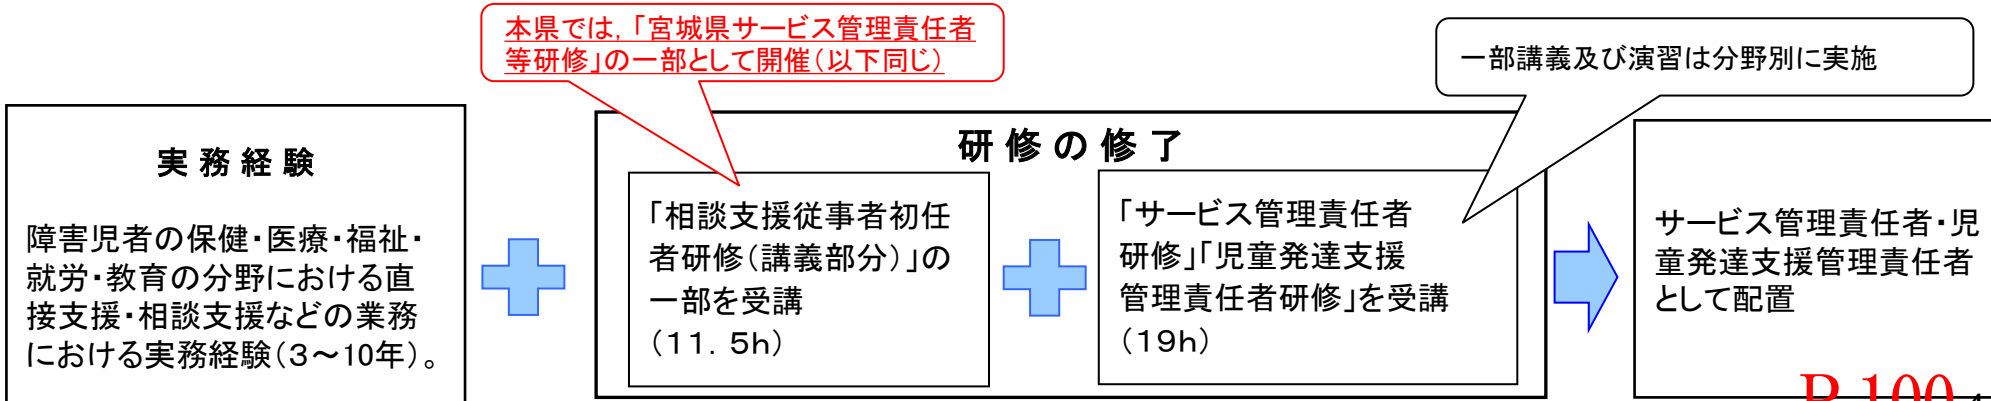 本県では，「宮城県サービス管理責任者
等研修」の一部として開催（以下同じ）
一部講義及び演習は分野別に実施
実務経験
障害児者の保健・医療・福祉・
就労・教育の分野における直
接支援・相談支援などの業務
における実務経験（３～10年）。
研修の修了
「相談支援従事者初任
者研修（講義部分）」の
一部を受講
（１１．５ｈ）
「サービス管理責任者
研修」「児童発達支援
管理責任者研修」を受講
（１９ｈ）
サービス管理責任者・児
童発達支援管理責任者
として配置
P.100